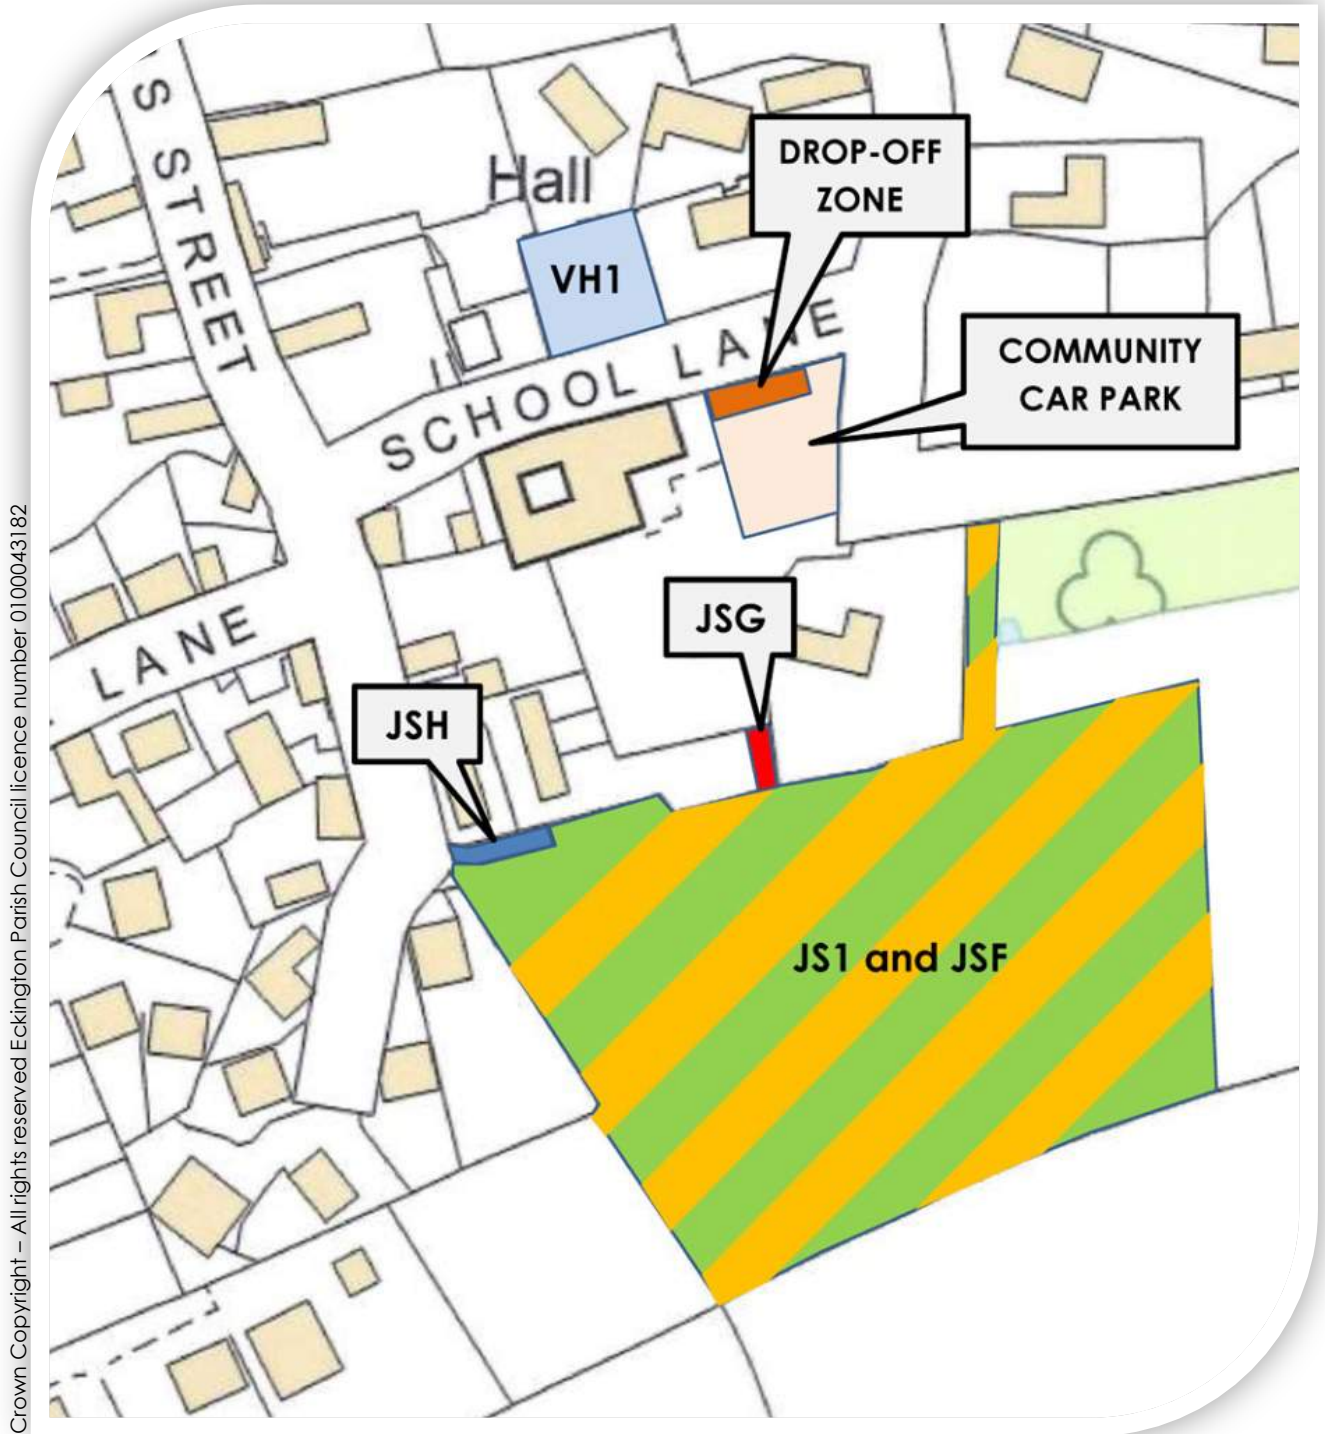 S STREET
Hall
DROP-OFF
ZONE
VH1
SCHOOL LANE
COMMUNITY
CAR PARK
LANE
JSG
JSH
JS1 and JSF
Crown Copyright – All rights reserved Eckington Parish Council licence number 0100043182